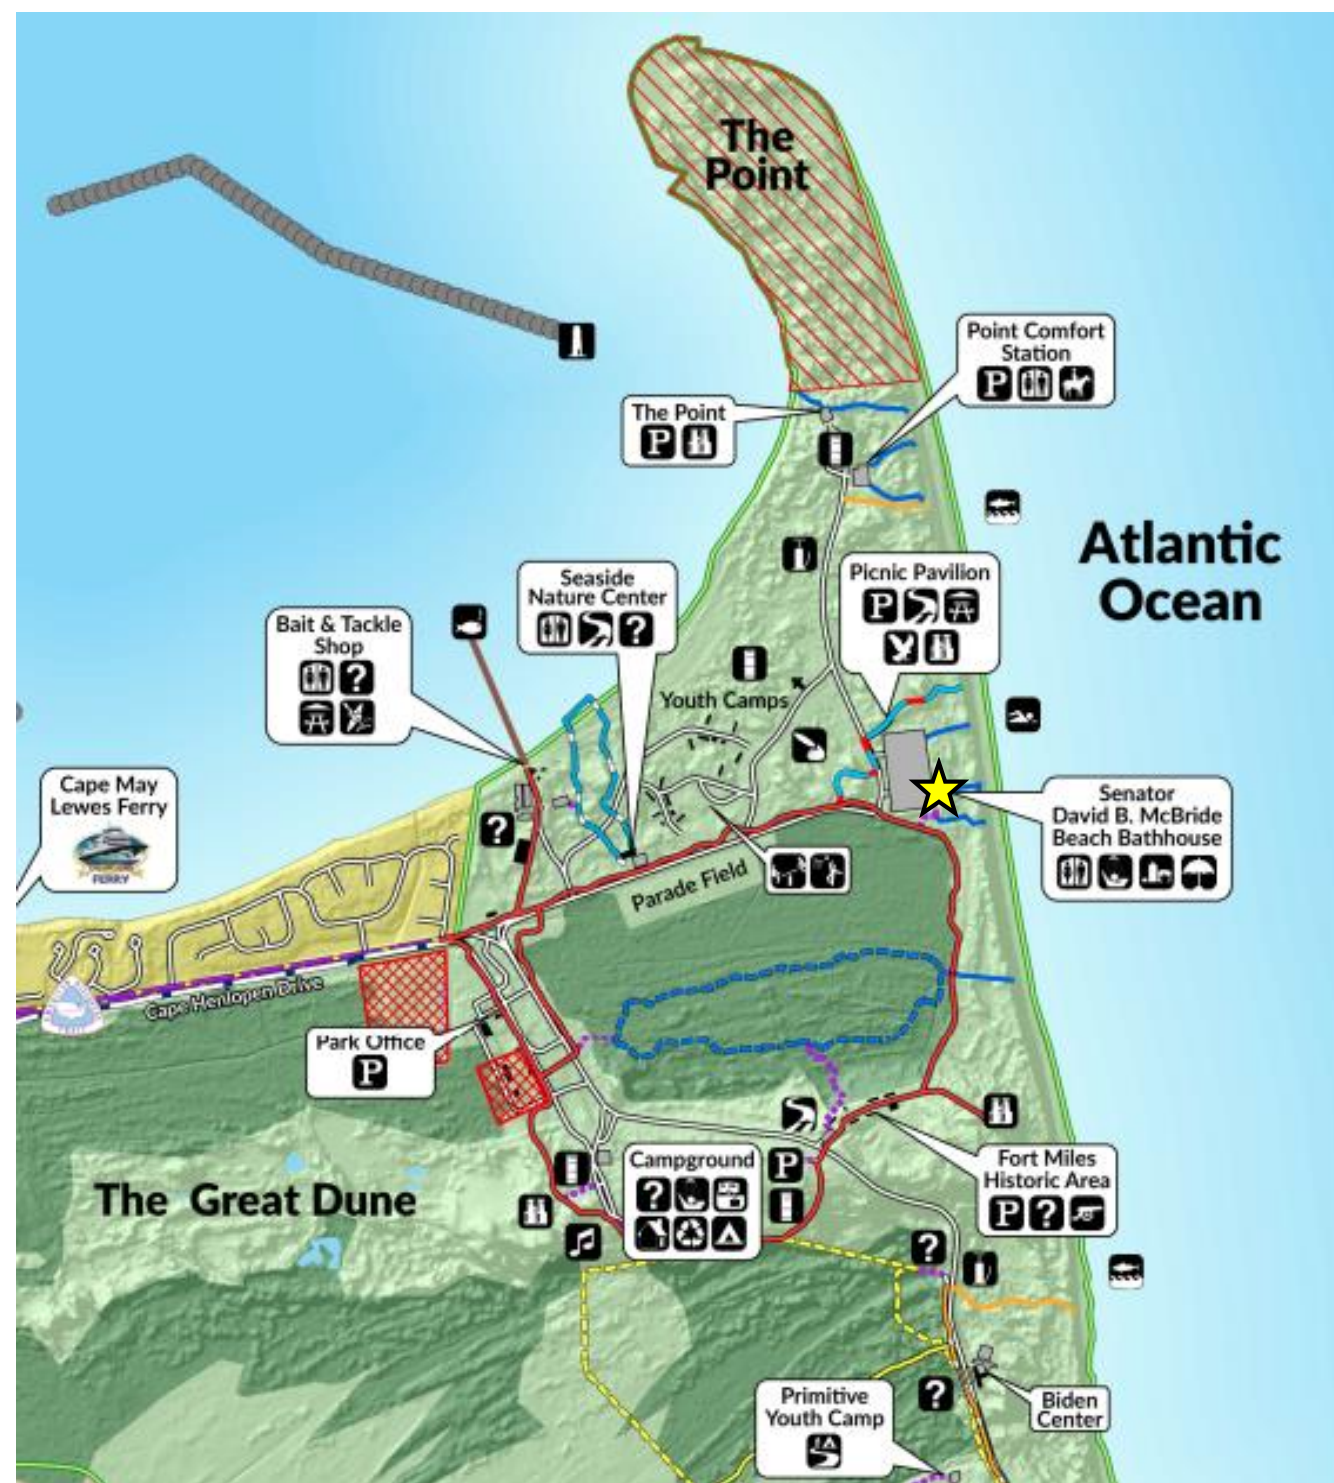 The
Point
Point Comfort
Station
P
The Point
P
Atlantic
Ocean
Seaside
Nature Center
?
Picnic Pavilion
P
Bait & Tackle
Shop
?
Youth Camps
Cape May
Lewes Ferry
FERRY
?
Senator
David B. McBride
Beach Bathhouse
Parade Field
Cape Henlopen Drive
Park Office
P
Campground
?
P
Fort Miles
Historic Area
P ?
The Great Dune
?
Primitive
Youth Camp
?
Biden
Center